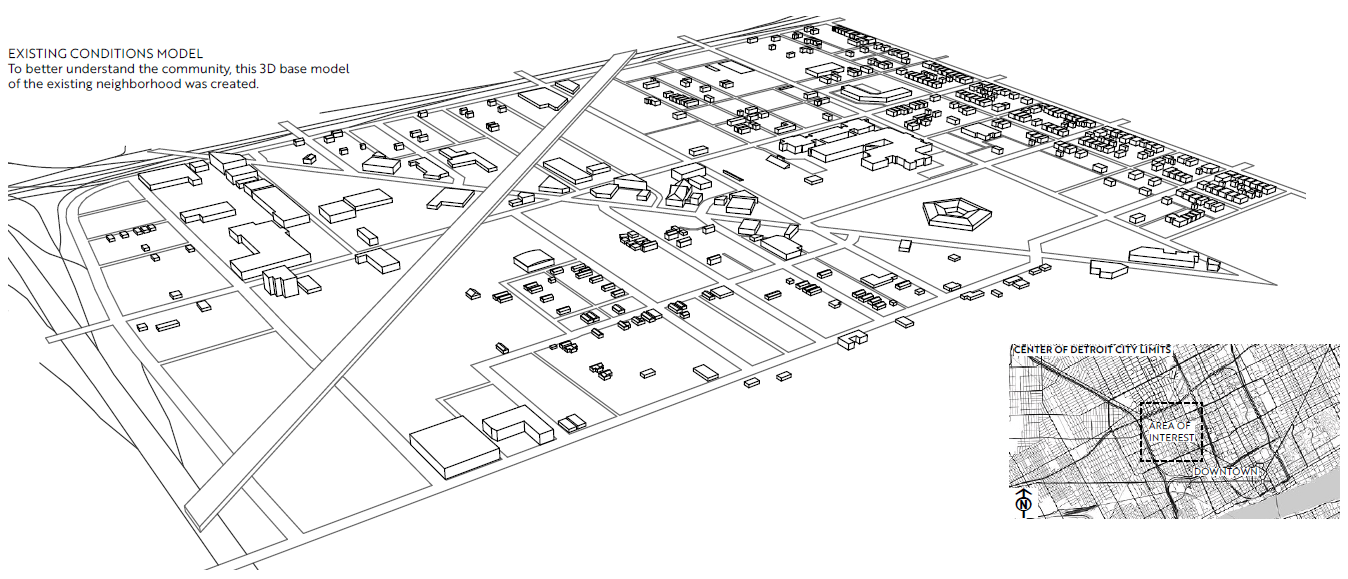 EXISTING CONDITIONS MODEL
To better understand the community, this 3D base model
of the existing neighborhood was created.
CENTER OF DETROIT CITY LIMITS
AREA OF
INTEREST
DOWNTOWN
N